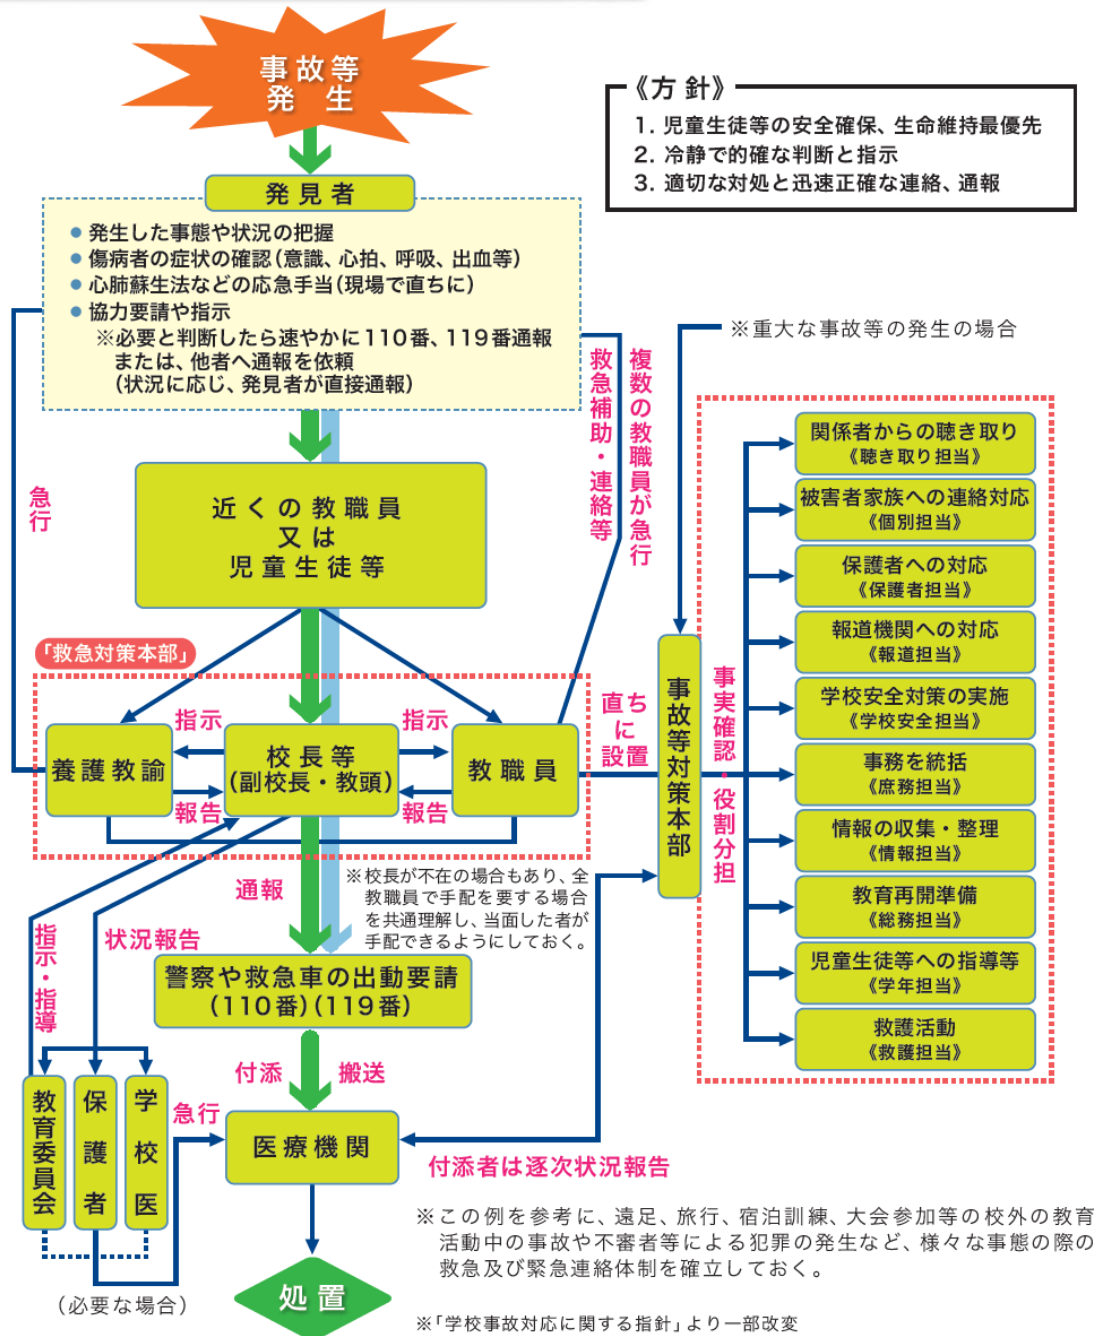 事故等
発生
《方針》
1. 児童生徒等の安全確保、生命維持最優先
2. 冷静で的確な判断と指示
3. 適切な対処と迅速正確な連絡、通報
発見者
● 発生した事態や状況の把握
● 傷病者の症状の確認（意識、心拍、呼吸、出血等）
● 心肺蘇生法などの応急手当（現場で直ちに）
● 協力要請や指示
※必要と判断したら速やかに110番、119番通報
または、他者へ通報を依頼
（状況に応じ、発見者が直接通報）
急行
救急補助・連絡等
複数の教職員が急行
※重大な事故等の発生の場合
近くの教職員
又は
児童生徒等
「救急対策本部」
養護教諭
指示
報告
校長等
（副校長・教頭）
指示
報告
教職員
直ち
に
設置
事故等対策本部
事実確認・役割分担
関係者からの聴き取り
《聴き取り担当》
被害者家族への連絡対応
《個別担当》
保護者への対応
《保護者担当》
報道機関への対応
《報道担当》
学校安全対策の実施
《学校安全担当》
事務を統括
《庶務担当》
情報の収集・整理
《情報担当》
教育再開準備
《総務担当》
児童生徒等への指導等
《学年担当》
救護活動
《救護担当》
通報
※校長が不在の場合もあり、全
教職員で手配を要する場合
を共通理解し、当面した者が
手配できるようにしておく。
指示・指導
状況報告
警察や救急車の出動要請
（110番）（119番）
付添
搬送
教育委員会
保護者
学校医
急行
医療機関
付添者は逐次状況報告
（必要な場合）
処置
※この例を参考に、遠足、旅行、宿泊訓練、大会参加等の校外の教育
活動中の事故や不審者等による犯罪の発生など、様々な事態の際の
救急及び緊急連絡体制を確立しておく。
※「学校事故対応に関する指針」より一部改変